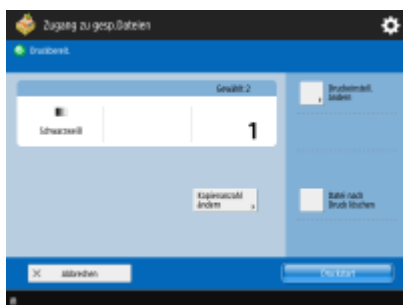 Zugang zu gesp.Dateien
Druckbereit.
Gewählt 2
Schwarzweiß
1
Kopienanzahl
ändern
Druckeinstell.
ändern
Datei nach
Druck löschen
Abbrechen
Druckstart